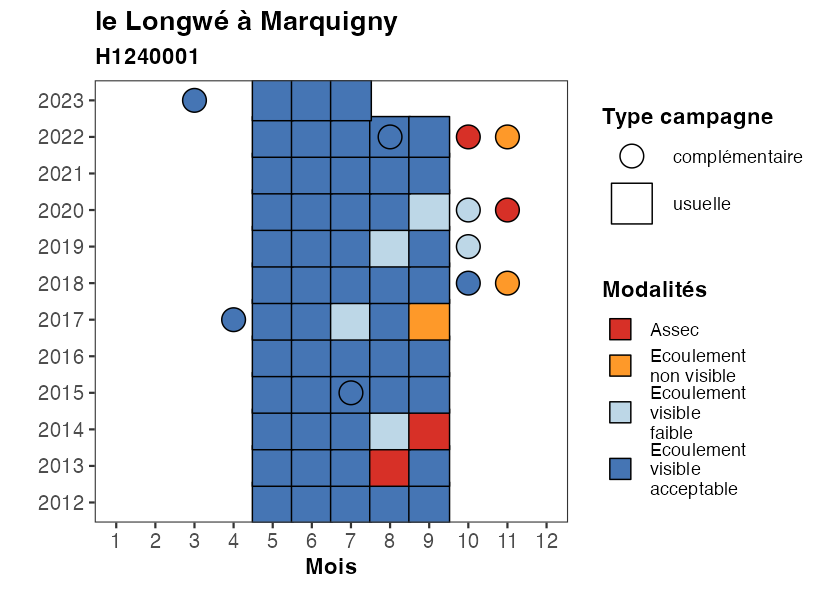 le Longwé à Marquigny
H1240001
2023
2022
2021
2020
2019
2018
2017
2016
2015
2014
2013
2012
1 2 3 4 5 6 7 8 9 10 11 12
Mois
Type campagne
complémentaire
usuelle
Modalités
Assec
Ecoulement
non visible
Ecoulement
visible
faible
Ecoulement
visible
acceptable